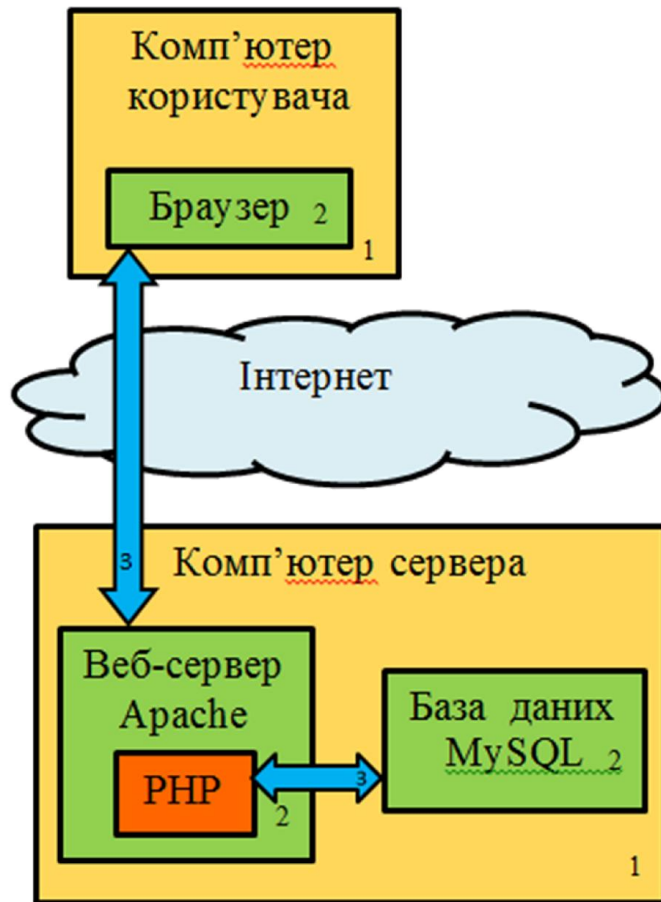 Комп’ютер
користувача
Браузер 2
1
Інтернет
3
Комп’ютер сервера
Веб-сервер
Apache
PHP
2
3
База даних
MySQL 2
1